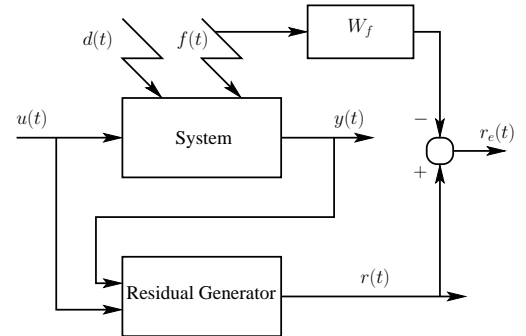 d(t)
f(t)
W_f
u(t)
System
y(t)
−
r_e(t)
+
Residual Generator
r(t)